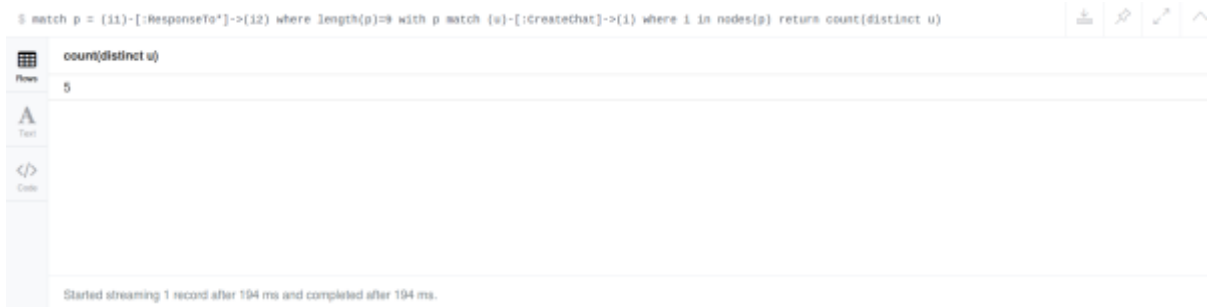 $ match p = (i1)-[:ResponseTo*]->(i2) where length(p)=9 with p match (u)-[:CreateChat]->(i) where i in nodes(p) return count(distinct u)
count(distinct u)
Rows
5
A
Text
</>
Code
Started streaming 1 record after 194 ms and completed after 194 ms.